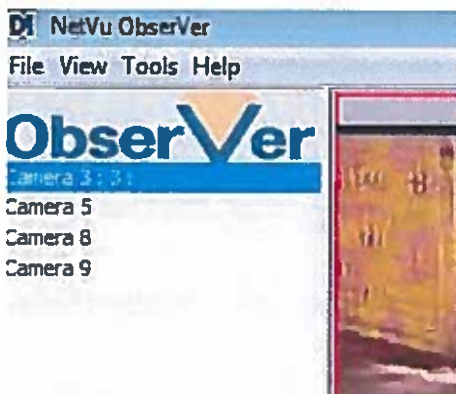 NetVu ObserVer
File View Tools Help
ObserVer
Camera 3 : 3 :
Camera 5
Camera 8
Camera 9